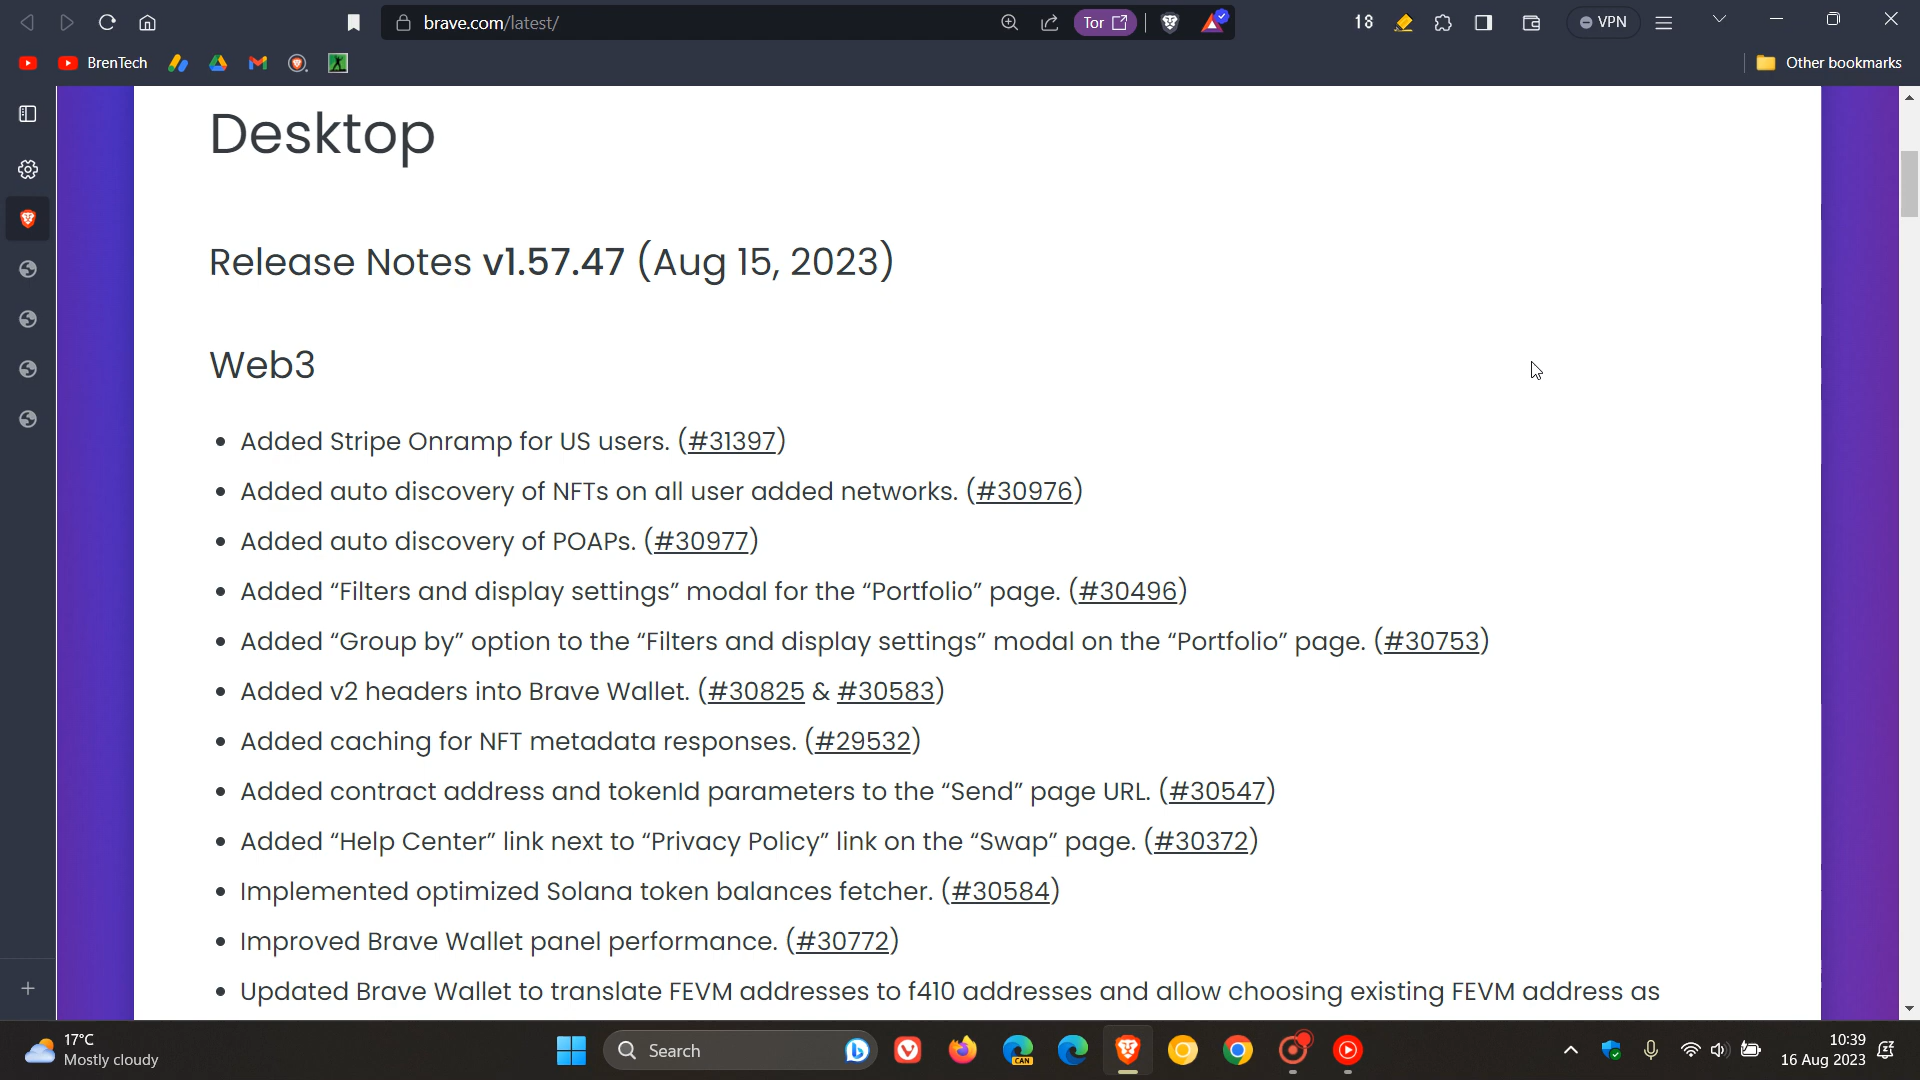 brave.com/latest/
Tor
18
VPN
BrenTech
Other bookmarks
Desktop
Release Notes v1.57.47 (Aug 15, 2023)
Web3
Added Stripe Onramp for US users. (#31397)
Added auto discovery of NFTs on all user added networks. (#30976)
Added auto discovery of POAPs. (#30977)
Added “Filters and display settings” modal for the “Portfolio” page. (#30496)
Added “Group by” option to the “Filters and display settings” modal on the “Portfolio” page. (#30753)
Added v2 headers into Brave Wallet. (#30825 & #30583)
Added caching for NFT metadata responses. (#29532)
Added contract address and tokenId parameters to the “Send” page URL. (#30547)
Added “Help Center” link next to “Privacy Policy” link on the “Swap” page. (#30372)
Implemented optimized Solana token balances fetcher. (#30584)
Improved Brave Wallet panel performance. (#30772)
Updated Brave Wallet to translate FEVM addresses to f410 addresses and allow choosing existing FEVM address as
17°C
Mostly cloudy
Search
CAN
10:39
16 Aug 2023